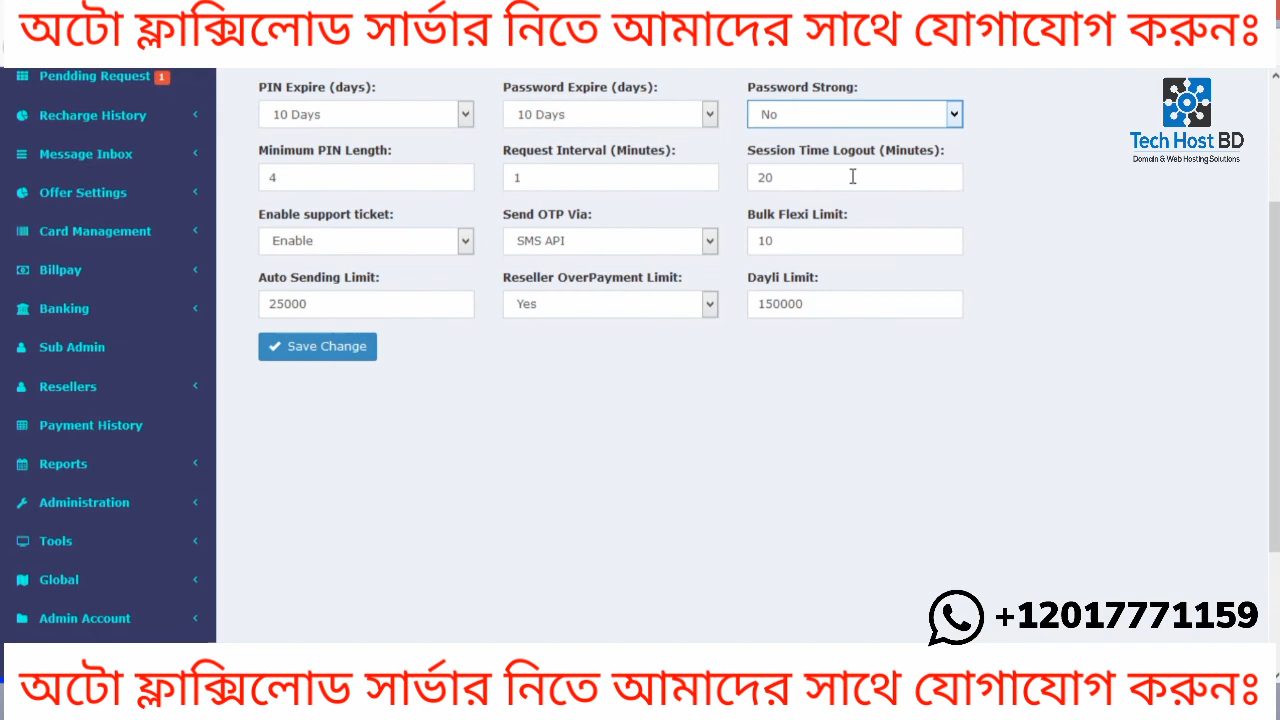 অটো ফ্লাক্সিলোড সার্ভার নিতে আমাদের সাথে যোগাযোগ করুনঃ
Pendding Request 1
Recharge History
Message Inbox
Offer Settings
Card Management
Billpay
Banking
Sub Admin
Resellers
Payment History
Reports
Administration
Tools
Global
Admin Account
PIN Expire (days): Password Expire (days): Password Strong:
10 Days 10 Days No
Minimum PIN Length: Request Interval (Minutes): Session Time Logout (Minutes):
4 1 20
Enable support ticket: Send OTP Via: Bulk Flexi Limit:
Enable SMS API 10
Auto Sending Limit: Reseller OverPayment Limit: Dayli Limit:
25000 Yes 150000
Save Change
Tech Host BD
Domain & Web Hosting Solutions
+12017771159
অটো ফ্লাক্সিলোড সার্ভার নিতে আমাদের সাথে যোগাযোগ করুনঃ